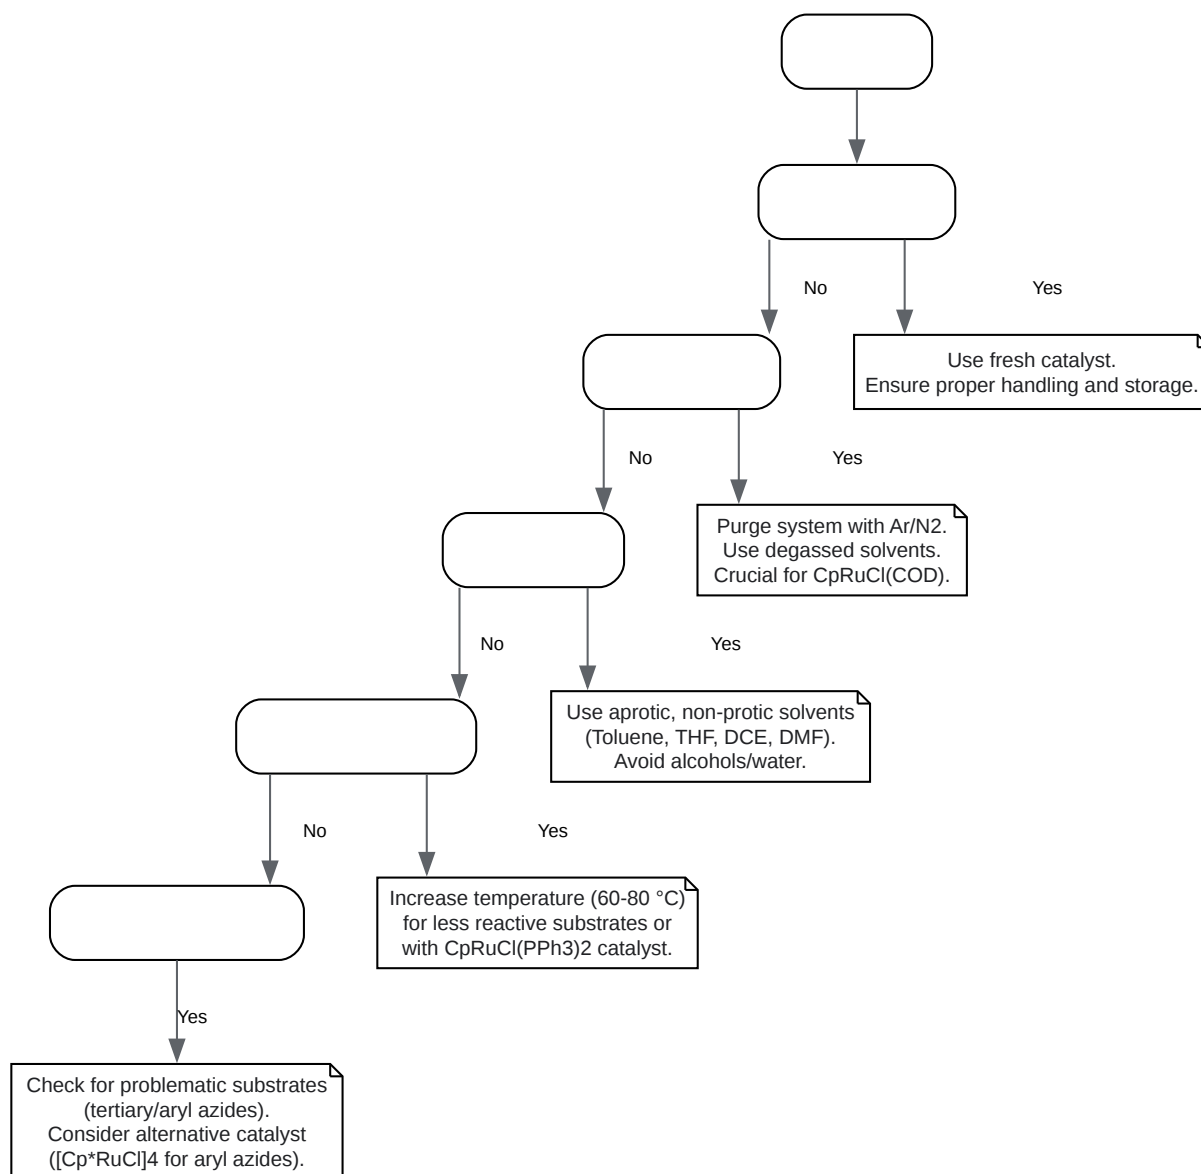 No
Yes
Use fresh catalyst.
Ensure proper handling and storage.
No
Yes
Purge system with Ar/N2.
Use degassed solvents.
Crucial for CpRuCl(COD).
No
Yes
Use aprotic, non-protic solvents
(Toluene, THF, DCE, DMF).
Avoid alcohols/water.
No
Yes
Increase temperature (60-80 °C)
for less reactive substrates or
with CpRuCl(PPh3)2 catalyst.
Yes
Check for problematic substrates
(tertiary/aryl azides).
Consider alternative catalyst
([Cp*RuCl]4 for aryl azides).